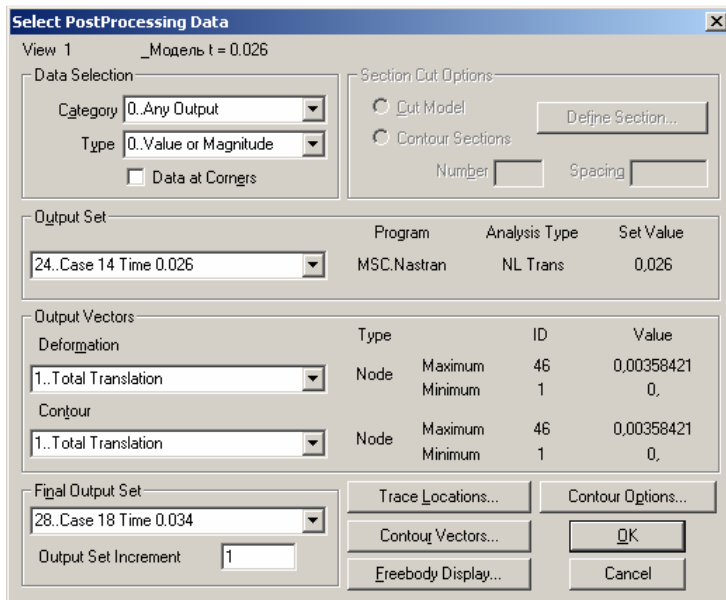 Select PostProcessing Data
View 1 _Модель t = 0.026
Data Selection
Category 0..Any Output
Type 0..Value or Magnitude
Data at Corners
Section Cut Options
Cut Model
Contour Sections
Define Section...
Number Spacing
Output Set
Program Analysis Type Set Value
24..Case 14 Time 0.026 MSC.Nastran NL Trans 0,026
Output Vectors
Deformation Type ID Value
1..Total Translation Node Maximum 46 0,00358421
Minimum 1 0,
Contour
1..Total Translation Node Maximum 46 0,00358421
Minimum 1 0,
Final Output Set
28..Case 18 Time 0.034
Output Set Increment 1
Trace Locations... Contour Options...
Contour Vectors... OK
Freebody Display... Cancel